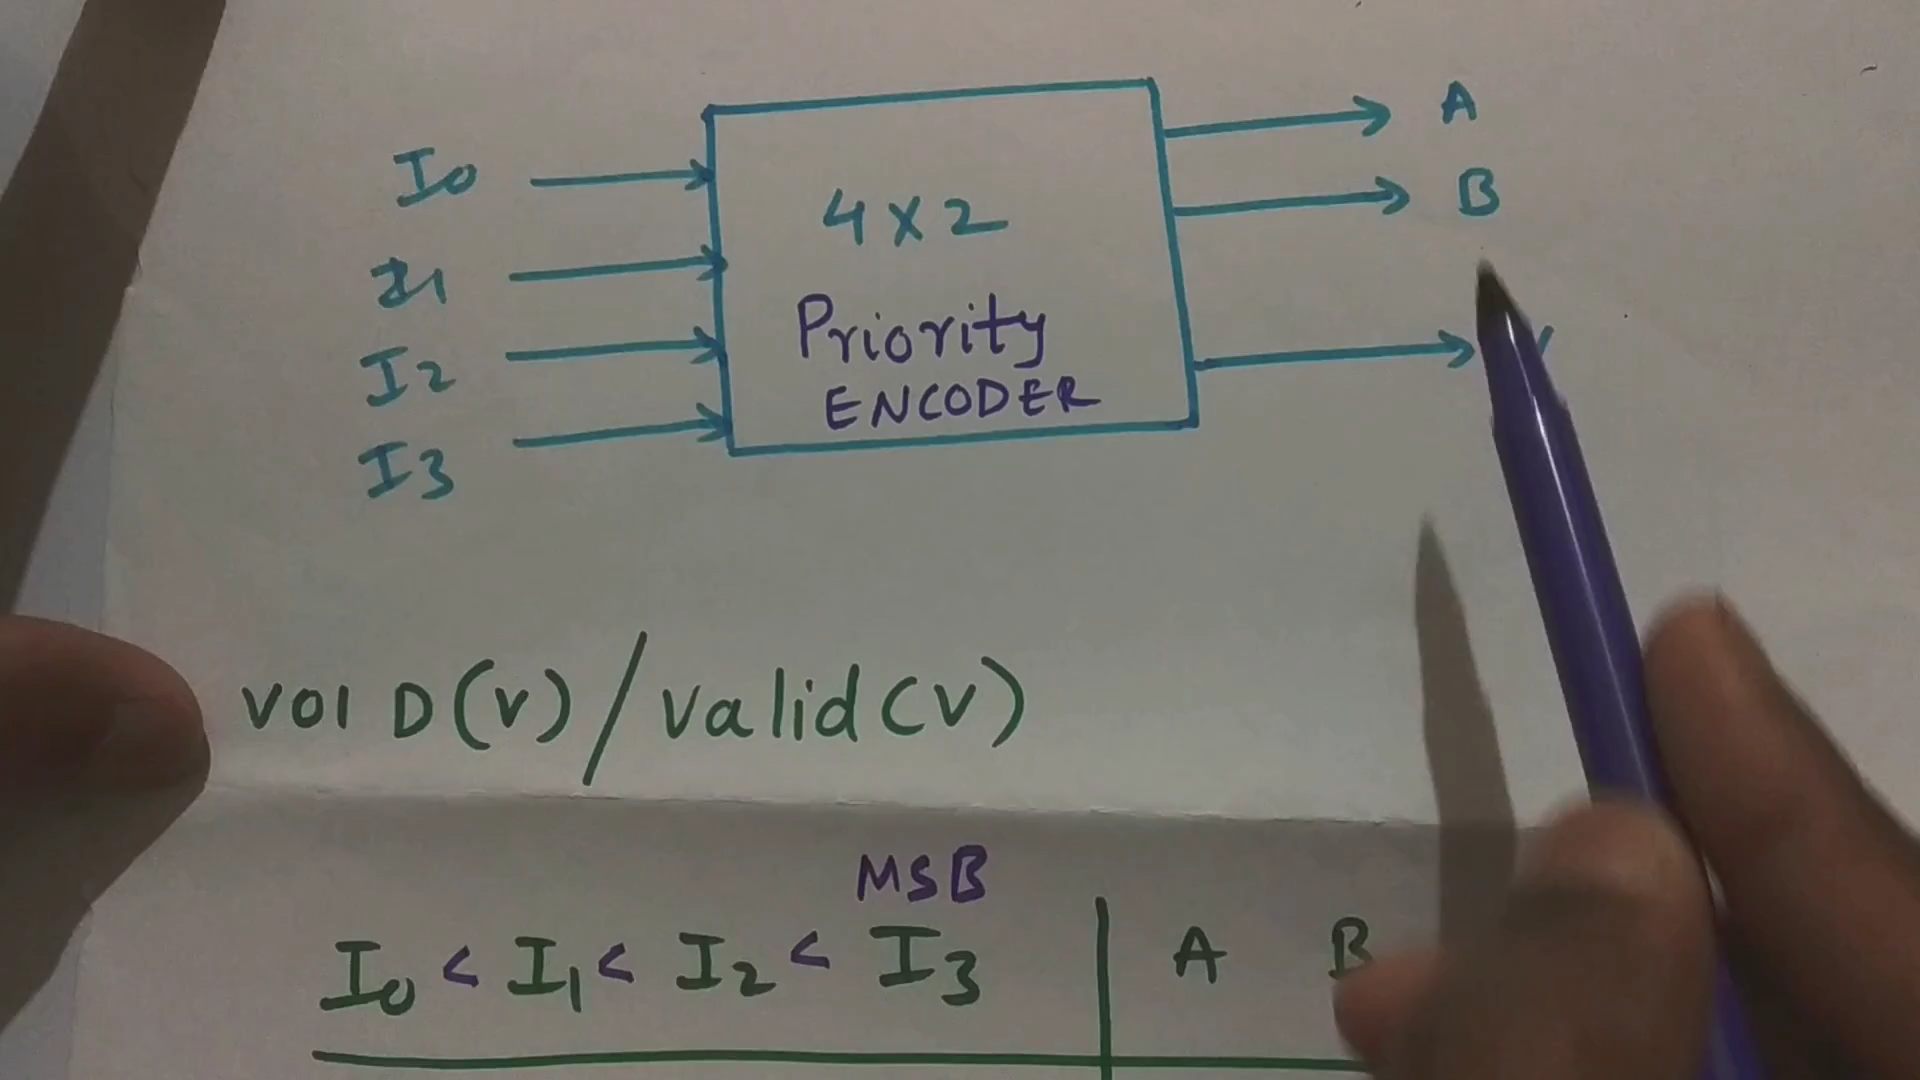 I0
I1
I2
I3
4x2
Priority
ENCODER
A
B
VOID(V)/Valid(V)
MSB
I0 < I1 < I2 < I3 A B